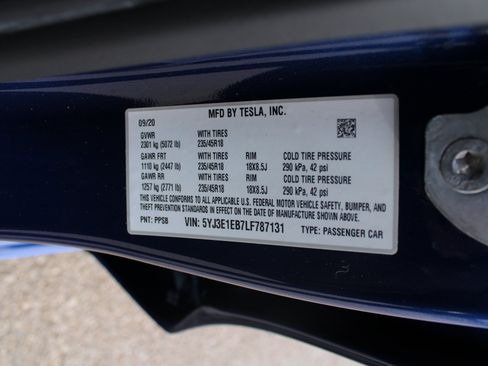 MFD BY TESLA, INC.
09/20
GVWR WITH TIRES
2301 kg (5072 lb) 235/45R18
GAWR FRT WITH TIRES RIM COLD TIRE PRESSURE
1110 kg (2447 lb) 235/45R18 18X8.5J 290 kPa, 42 psi
GAWR RR WITH TIRES RIM COLD TIRE PRESSURE
1257 kg (2771 lb) 235/45R18 18X8.5J 290 kPa, 42 psi
THIS VEHICLE CONFORMS TO ALL APPLICABLE U.S. FEDERAL MOTOR VEHICLE SAFETY, BUMPER, AND
THEFT PREVENTION STANDARDS IN EFFECT ON THE DATE OF MANUFACTURE SHOWN ABOVE.
PNT: PPSB VIN: 5YJ3E1EB7LF787131 TYPE: PASSENGER CAR